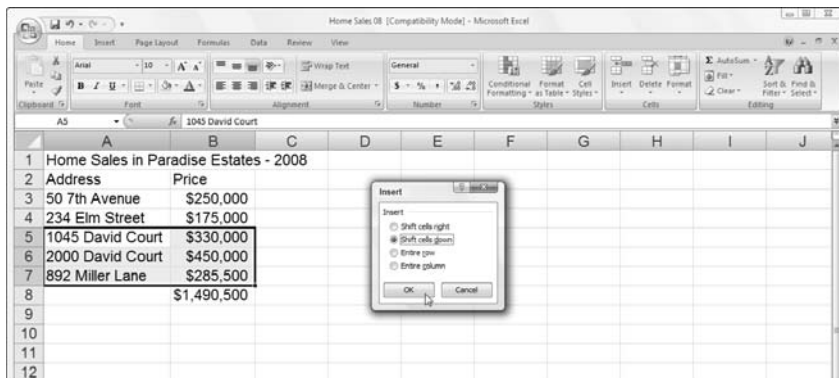 Home Sales 08 [Compatibility Mode] - Microsoft Excel
Home Insert Page Layout Formulas Data Review View
Paste
Clipboard
Arial 10 A A
B I U A
Font
Wrap Text
Merge & Center
Alignment
General
$ % ,
Number
Conditional Formatting
Format as Table
Cell Styles
Styles
Insert Delete Format
Cells
Σ AutoSum
Fill
Clear
Sort & Filter
Find & Select
Editing
A5 fx 1045 David Court
A B C D E F G H I J
1 Home Sales in Paradise Estates - 2008
2 Address Price
3 50 7th Avenue $250,000
4 234 Elm Street $175,000
5 1045 David Court $330,000
6 2000 David Court $450,000
7 892 Miller Lane $285,500
8 $1,490,500
9
10
11
12
Insert
Insert
Shift cells right
Shift cells down
Entire row
Entire column
OK Cancel